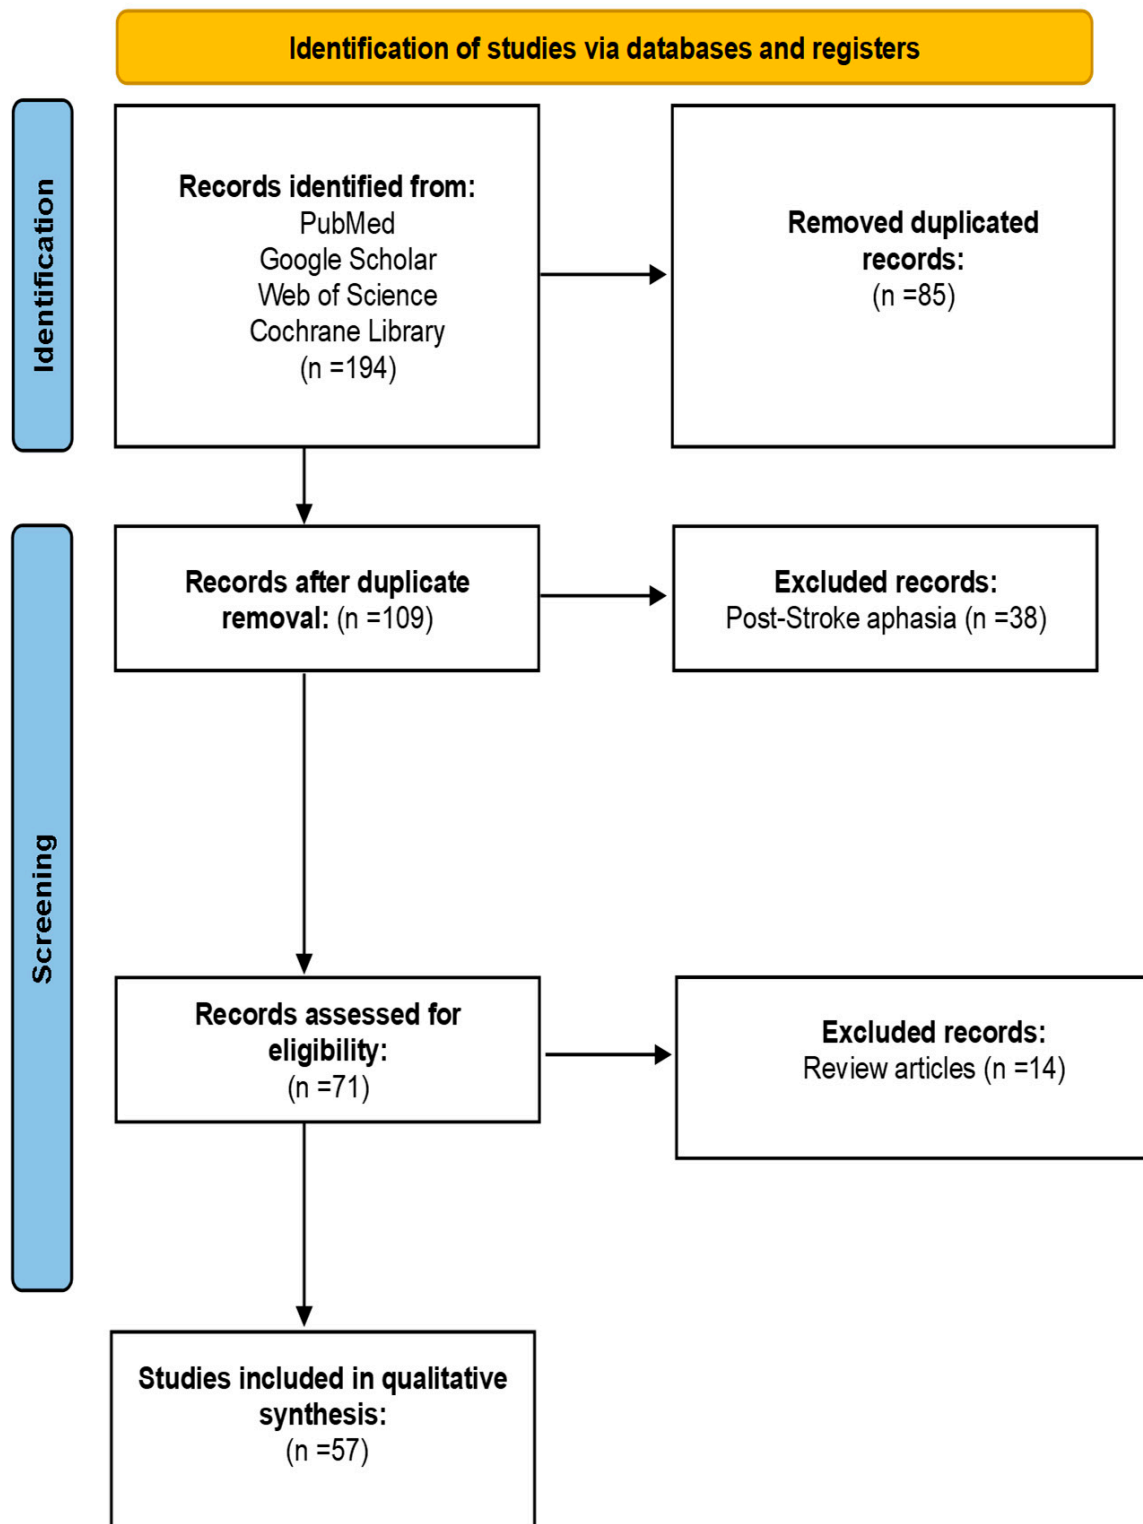 Identification of studies via databases and registers
Identification
Records identified from:
PubMed
Google Scholar
Web of Science
Cochrane Library
(n =194)
Removed duplicated
records:
(n =85)
Screening
Records after duplicate
removal: (n =109)
Excluded records:
Post-Stroke aphasia (n =38)
Records assessed for
eligibility:
(n =71)
Excluded records:
Review articles (n =14)
Studies included in qualitative
synthesis:
(n =57)